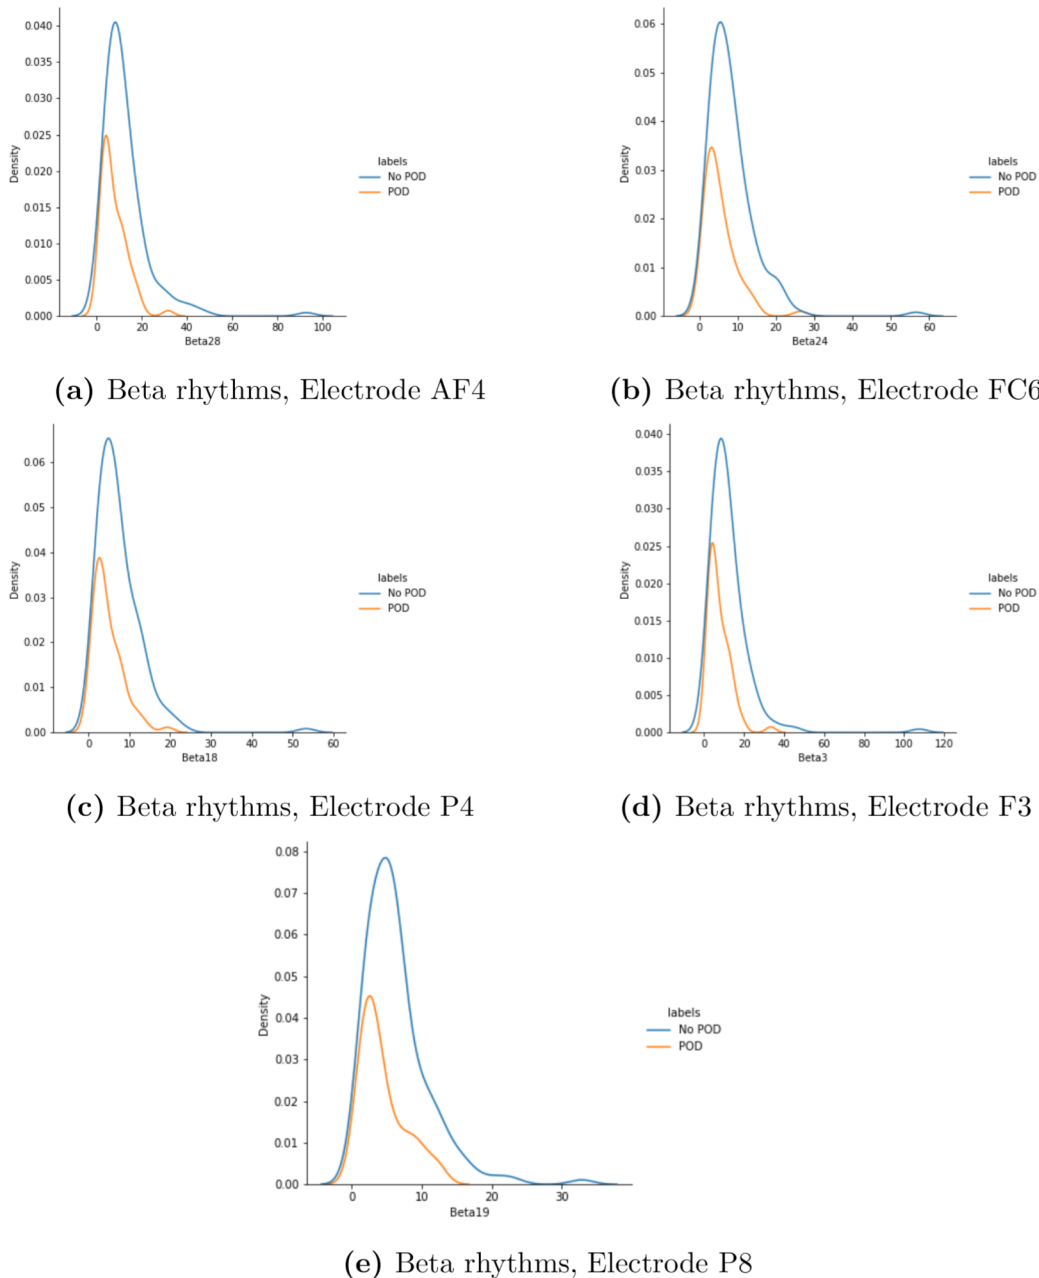 0.040
0.035
0.030
0.025
0.020
0.015
0.010
0.005
0.000
Density
0 20 40 60 80 100
Beta28
labels
No POD
POD
0.06
0.05
0.04
0.03
0.02
0.01
0.00
Density
0 10 20 30 40 50 60
Beta24
labels
No POD
POD
(a) Beta rhythms, Electrode AF4
(b) Beta rhythms, Electrode FC6
0.06
0.05
0.04
0.03
0.02
0.01
0.00
Density
0 10 20 30 40 50 60
Beta18
labels
No POD
POD
0.040
0.035
0.030
0.025
0.020
0.015
0.010
0.005
0.000
Density
0 20 40 60 80 100 120
Beta3
labels
No POD
POD
(c) Beta rhythms, Electrode P4
(d) Beta rhythms, Electrode F3
0.08
0.07
0.06
0.05
0.04
0.03
0.02
0.01
0.00
Density
0 10 20 30
Beta19
labels
No POD
POD
(e) Beta rhythms, Electrode P8